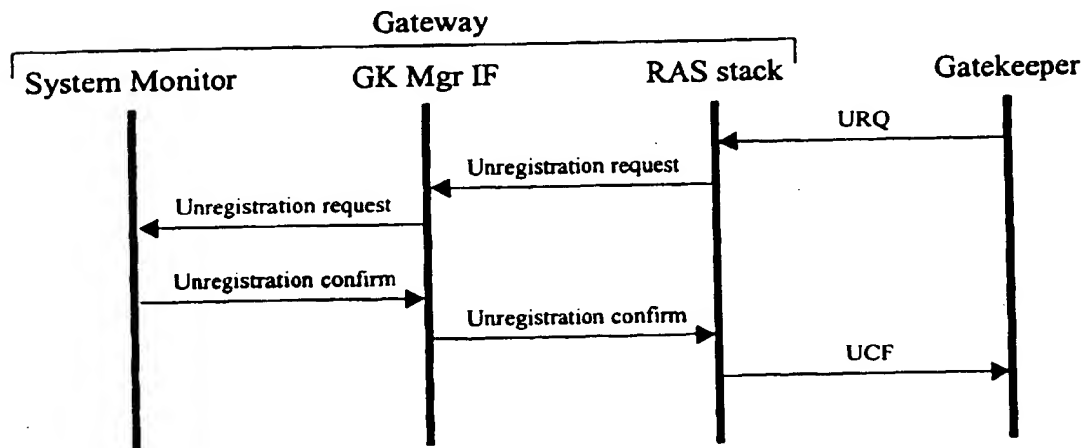 Gateway
System Monitor
GK Mgr IF
RAS stack
Gatekeeper
URQ
Unregistration request
Unregistration request
Unregistration confirm
Unregistration confirm
UCF